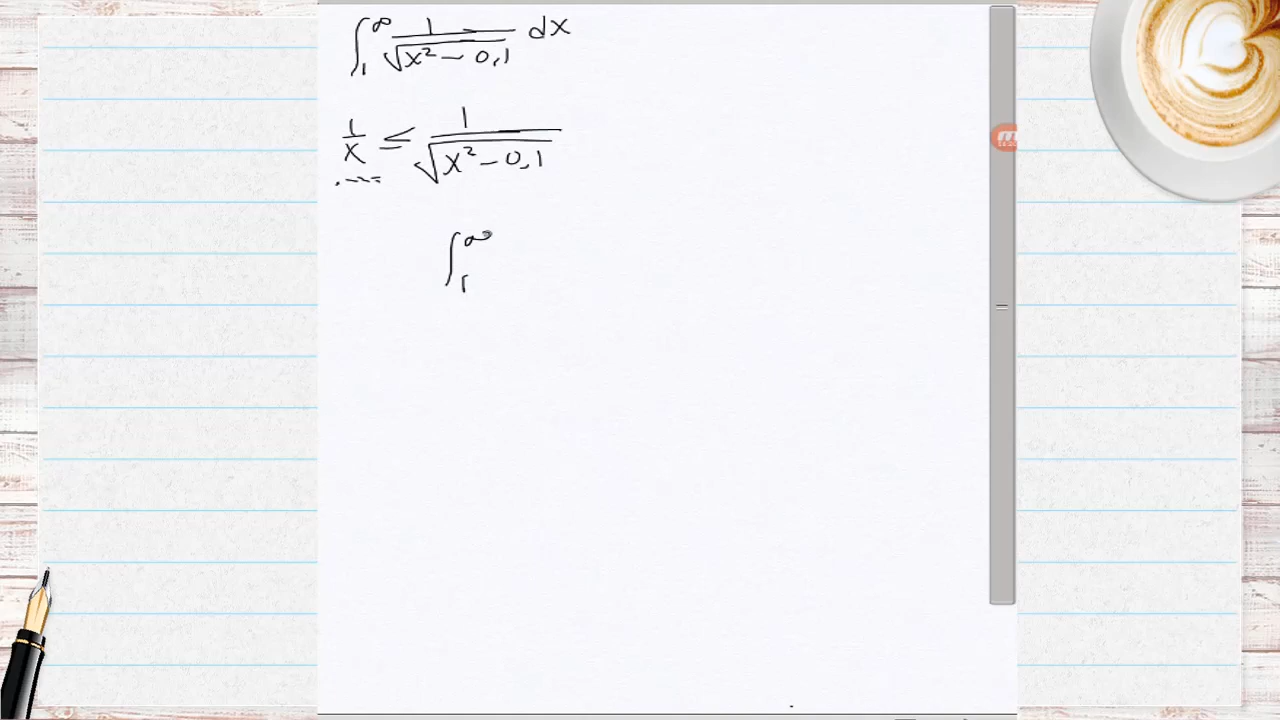 ∫₁^∞ 1/√(x² − 0,1) dx
1/x ≤ 1/√(x² − 0,1)
∫₁^∞